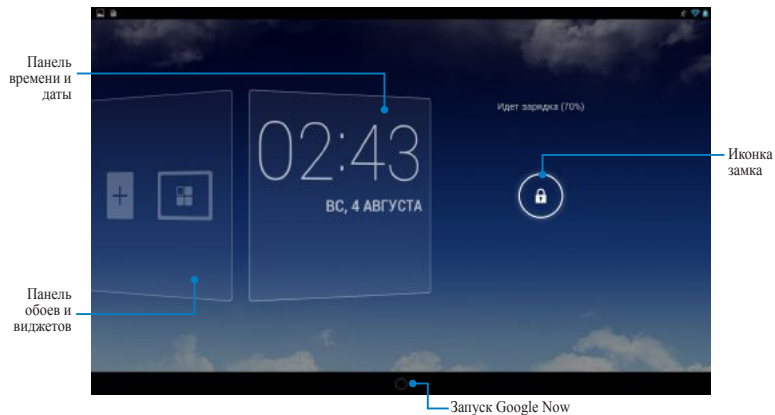 Панель
времени и
даты
02:43
ВС, 4 АВГУСТА
Идет зарядка (70%)
Иконка
замка
Панель
обоев и
виджетов
Запуск Google Now